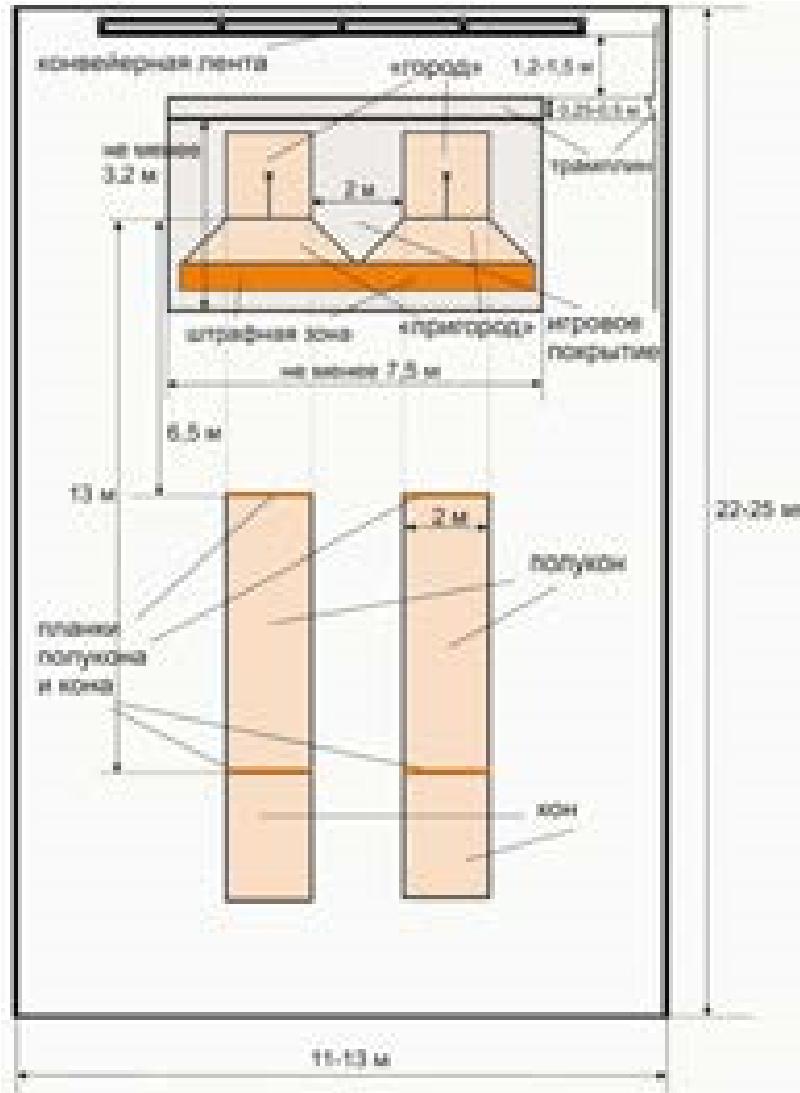 конвейерная лента
«город»
1,2-1,5 м
0,25-0,5 м
трамплин
не менее
3,2 м
2 м
штрафная зона
«пригород»
игровое
покрытие
не менее 7,5 м
6,5 м
13 м
22-25 м
2 м
полукон
планки
полукона
и кона
кон
11-13 м